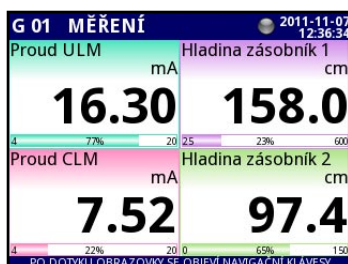 G 01 MĚŘENÍ 2011-11-07
12:36:34
Proud ULM
mA
16.30
4 77% 20
Hladina zásobník 1
cm
158.0
25 23% 600
Proud CLM
mA
7.52
4 22% 20
Hladina zásobník 2
cm
97.4
0 65% 150
PO DOTYKU OBRAZOVKY SE OBJEVÍ NAVIGAČNÍ KLÁVESY